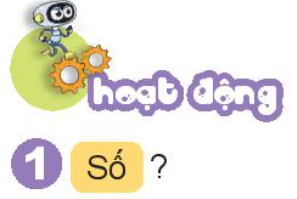 hoạt động
1 Số ?